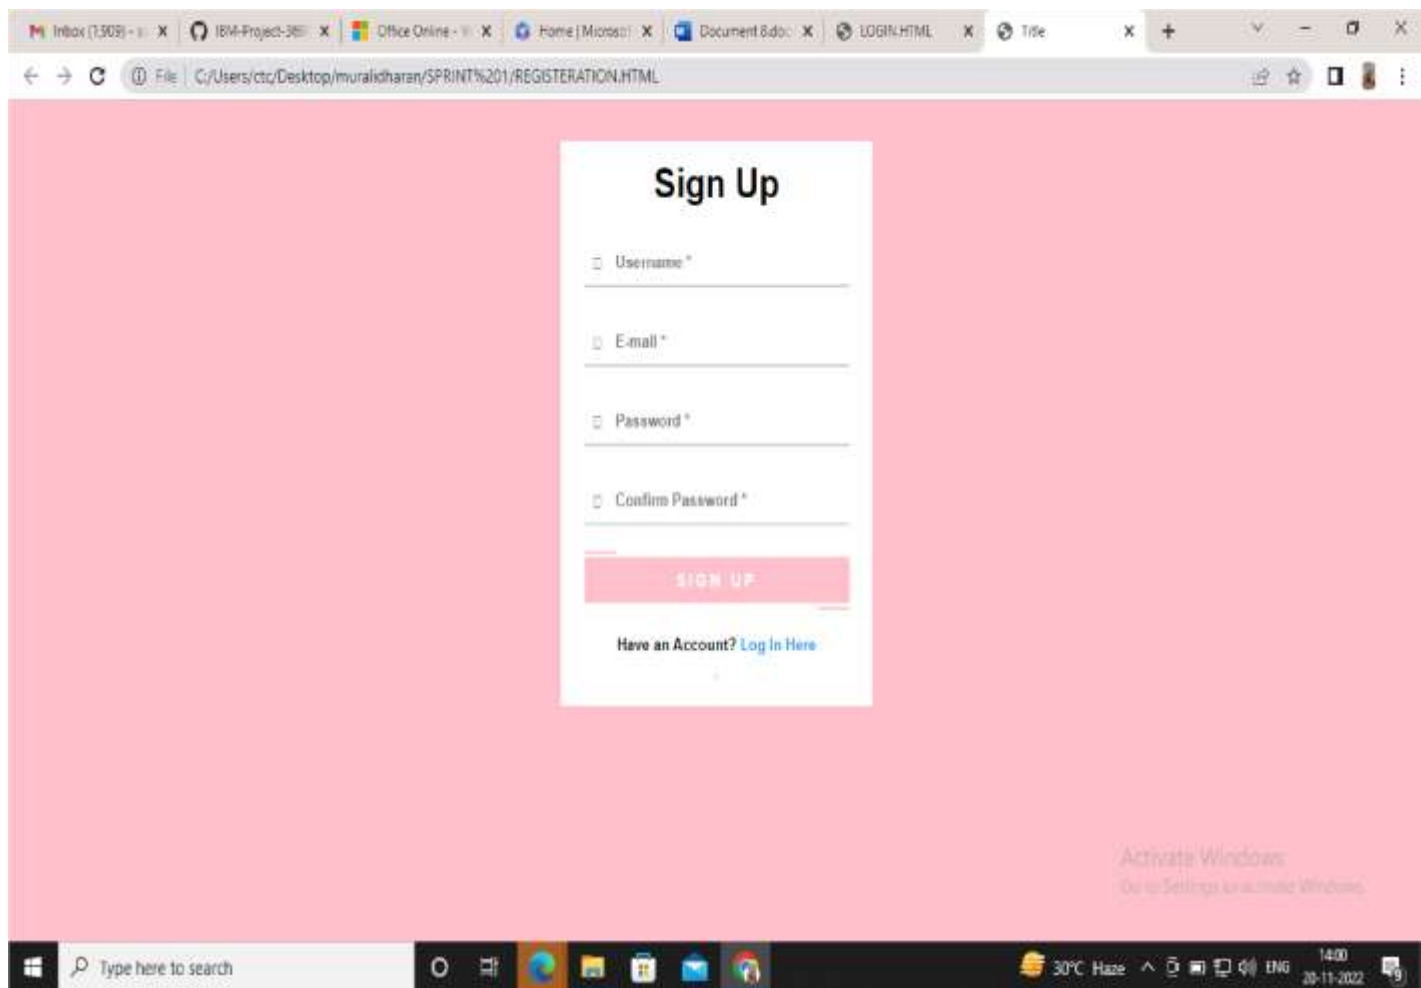 Inbox (1,909) -
IBM-Project-36
Office Online -
Home | Microsof
Document 8.doc
LOGIN.HTML
Title
File | C:/Users/ctc/Desktop/muralidharan/SPRINT%201/REGISTERATION.HTML
Sign Up
Username *
E-mail *
Password *
Confirm Password *
SIGN UP
Have an Account? Log In Here
Activate Windows
Go to Settings to activate Windows.
Type here to search
30°C Haze
ENG
14:00
20-11-2022
9